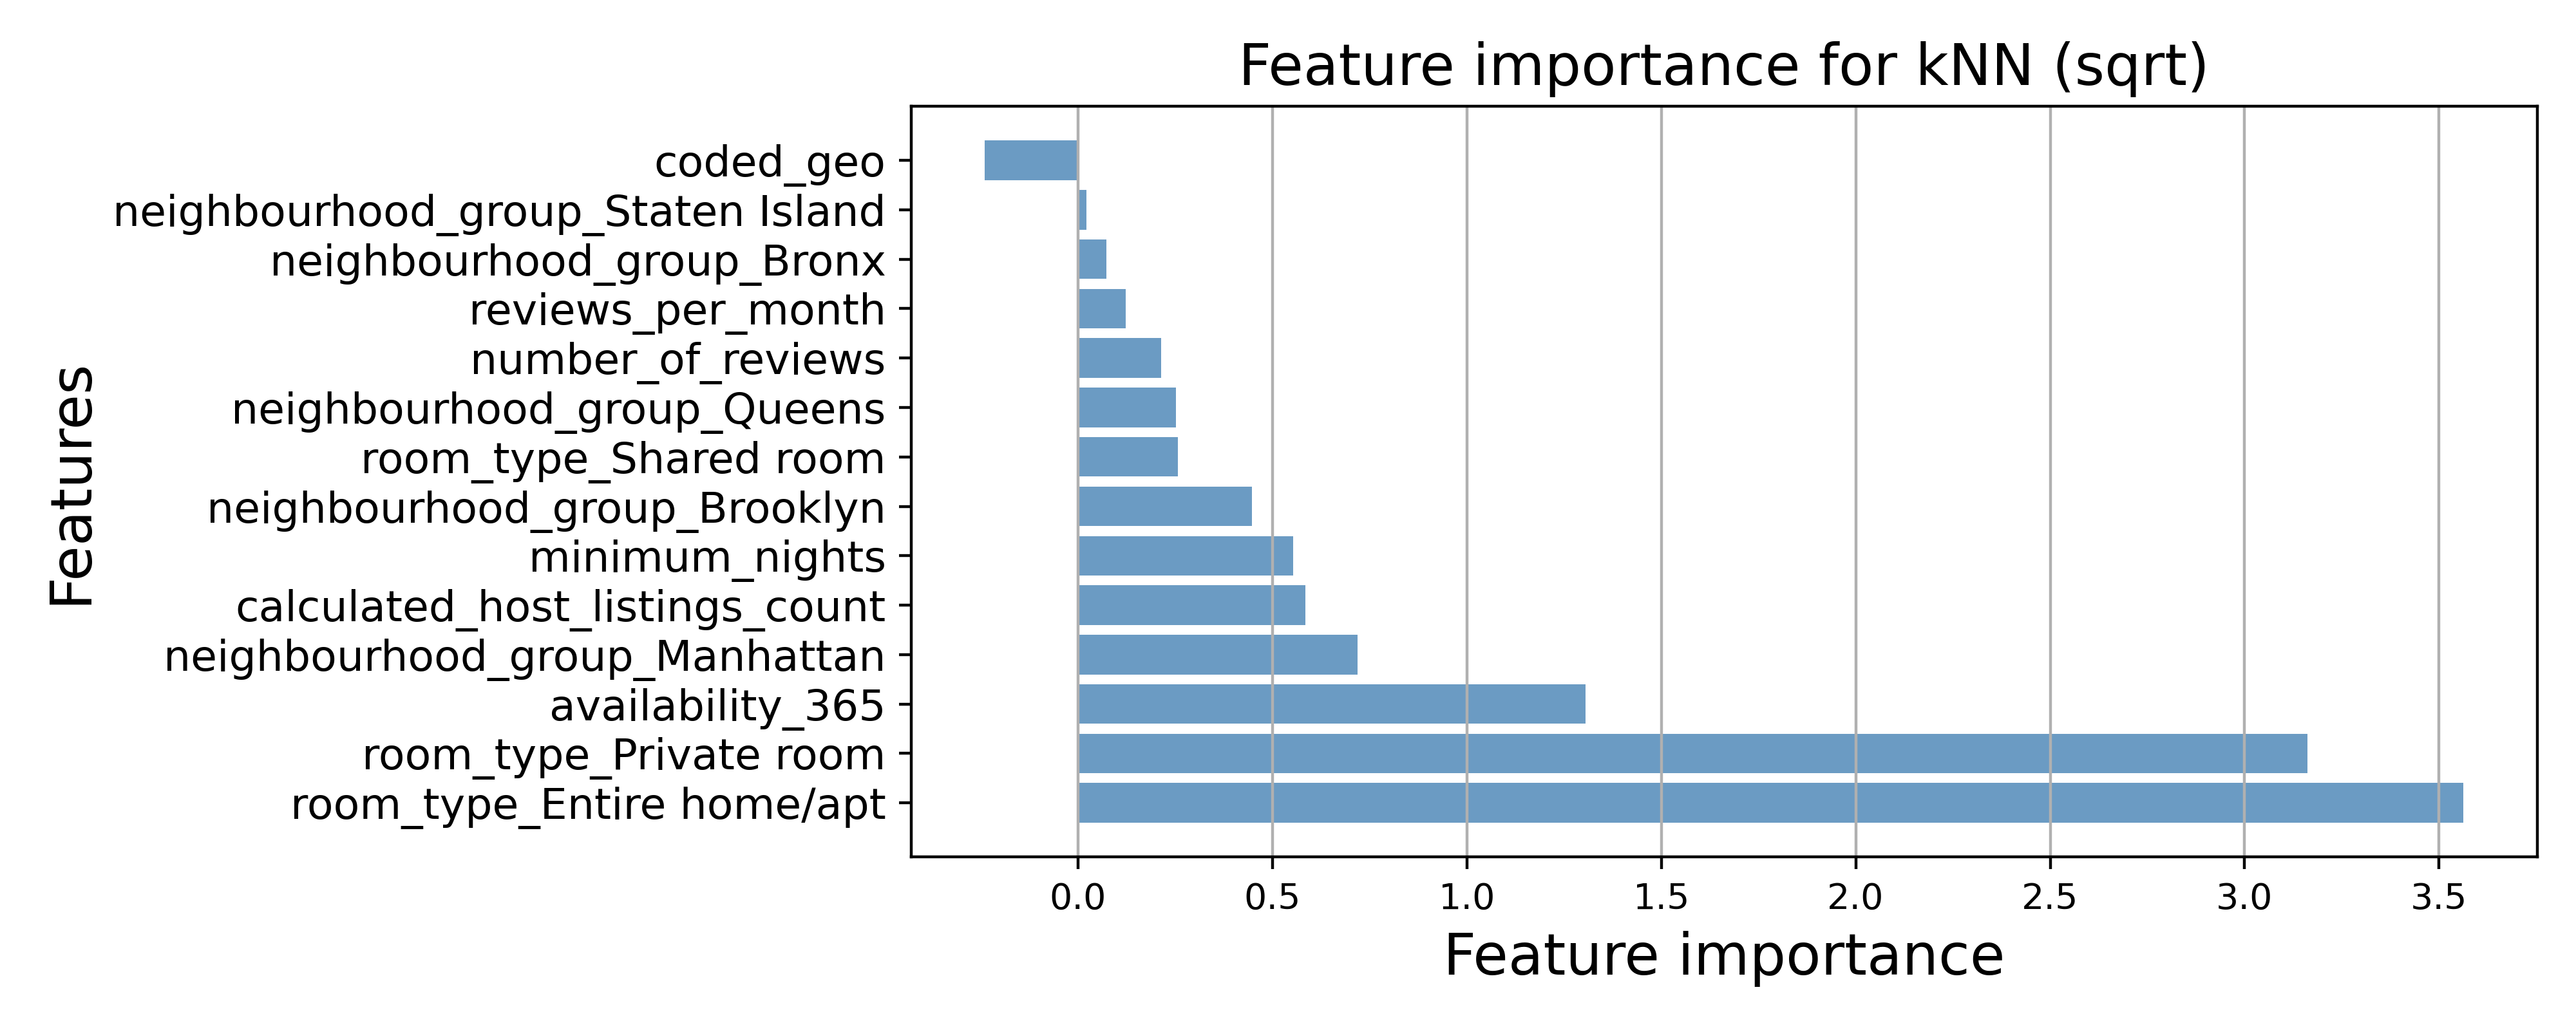 Feature importance for kNN (sqrt)
Features
coded_geo
neighbourhood_group_Staten Island
neighbourhood_group_Bronx
reviews_per_month
number_of_reviews
neighbourhood_group_Queens
room_type_Shared room
neighbourhood_group_Brooklyn
minimum_nights
calculated_host_listings_count
neighbourhood_group_Manhattan
availability_365
room_type_Private room
room_type_Entire home/apt
0.0 0.5 1.0 1.5 2.0 2.5 3.0 3.5
Feature importance